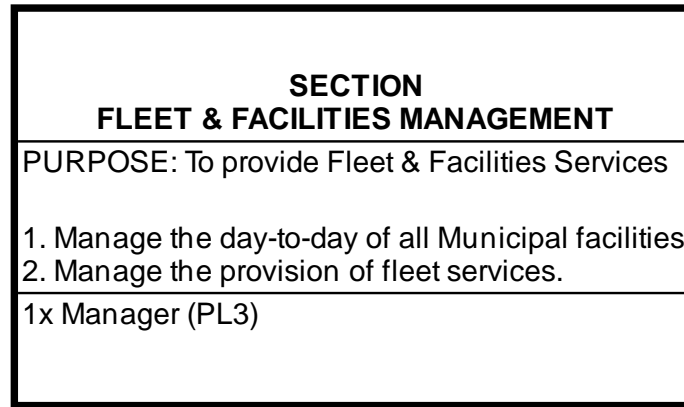 SECTION
FLEET & FACILITIES MANAGEMENT
PURPOSE: To provide Fleet & Facilities Services
1. Manage the day-to-day of all Municipal facilities
2. Manage the provision of fleet services.
1x Manager (PL3)